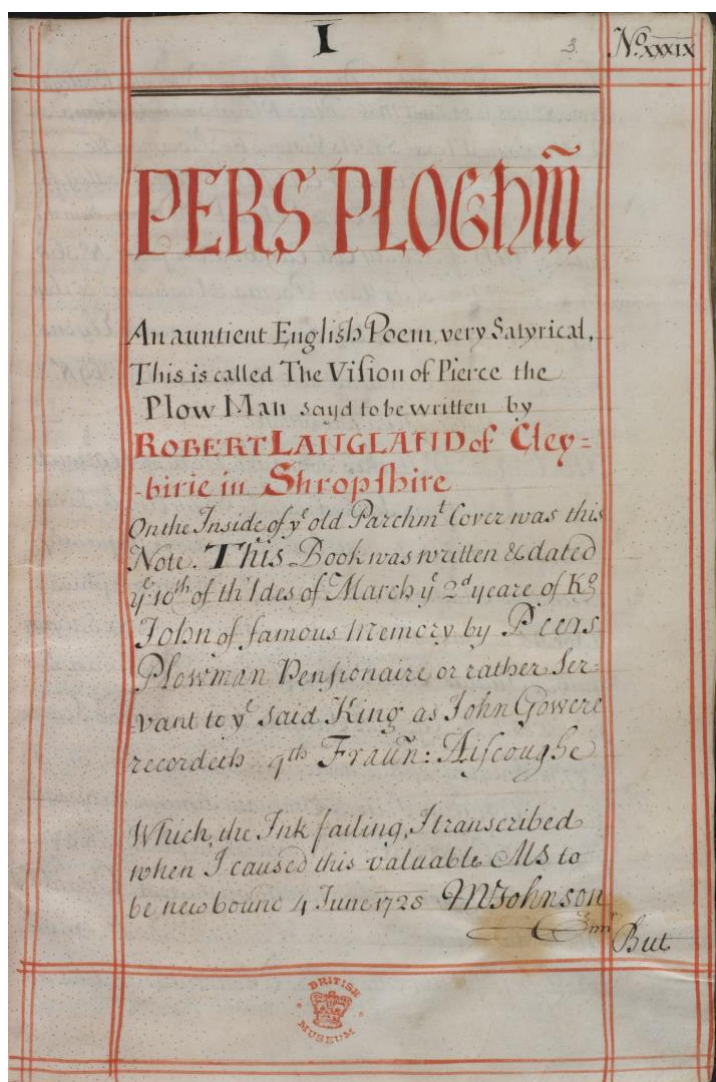 I 3. No. XXXIX
PERS PLOGHM̃
An auntient English Poem, very Satyrical,
This is called The Vision of Pierce the
Plow Man sayd to be written by
ROBERT LANGLAND of Cley=
-birie in Shropshire
On the Inside of yᵉ old Parchmᵗ Cover was this
Note. This Book was written & dated
yᵉ 10th of th'Ides of March yᵉ 2ᵈ yeare of Kg
John of famous Memory by Peers
Plowman Pensionaire or rather Ser-
vant to yᵉ said King as John Gowere
recordeth qth Fraũn: Aiscoughe
Which, the Ink failing, I transcribed
when I caused this valuable MS to
be new bound 4 June 1728 MJohnson
But
BRITISH
MUSEUM